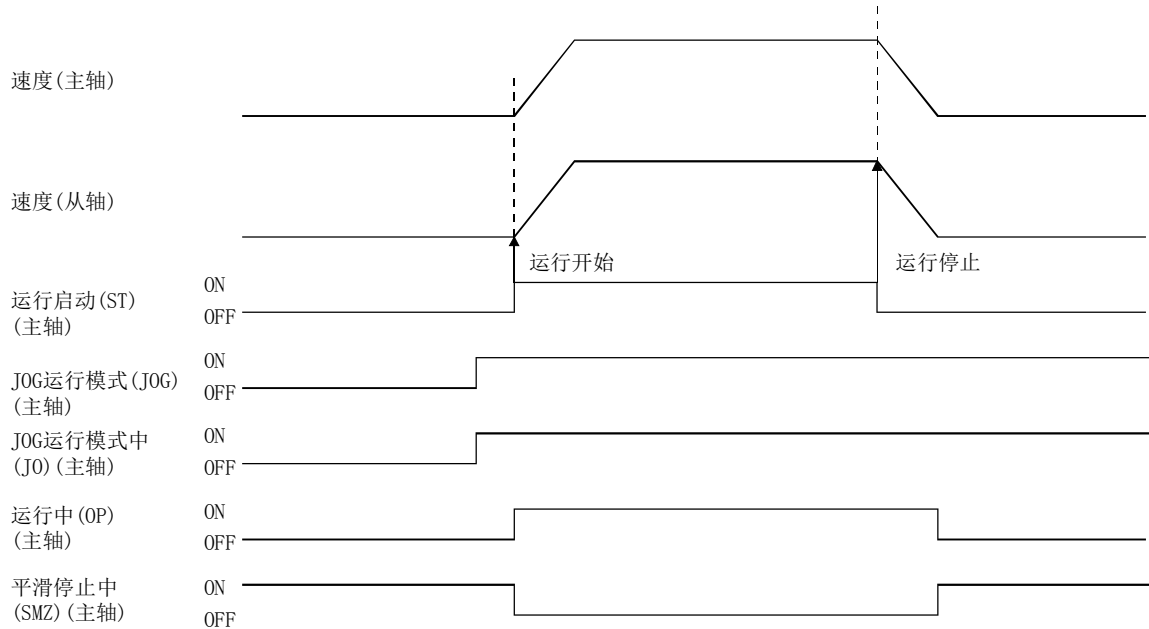 速度(主轴)
速度(从轴)
运行开始
运行停止
运行启动(ST)
(主轴)
ON
OFF
JOG运行模式(JOG)
(主轴)
ON
OFF
JOG运行模式中
(JO)(主轴)
ON
OFF
运行中(OP)
(主轴)
ON
OFF
平滑停止中
(SMZ)(主轴)
ON
OFF